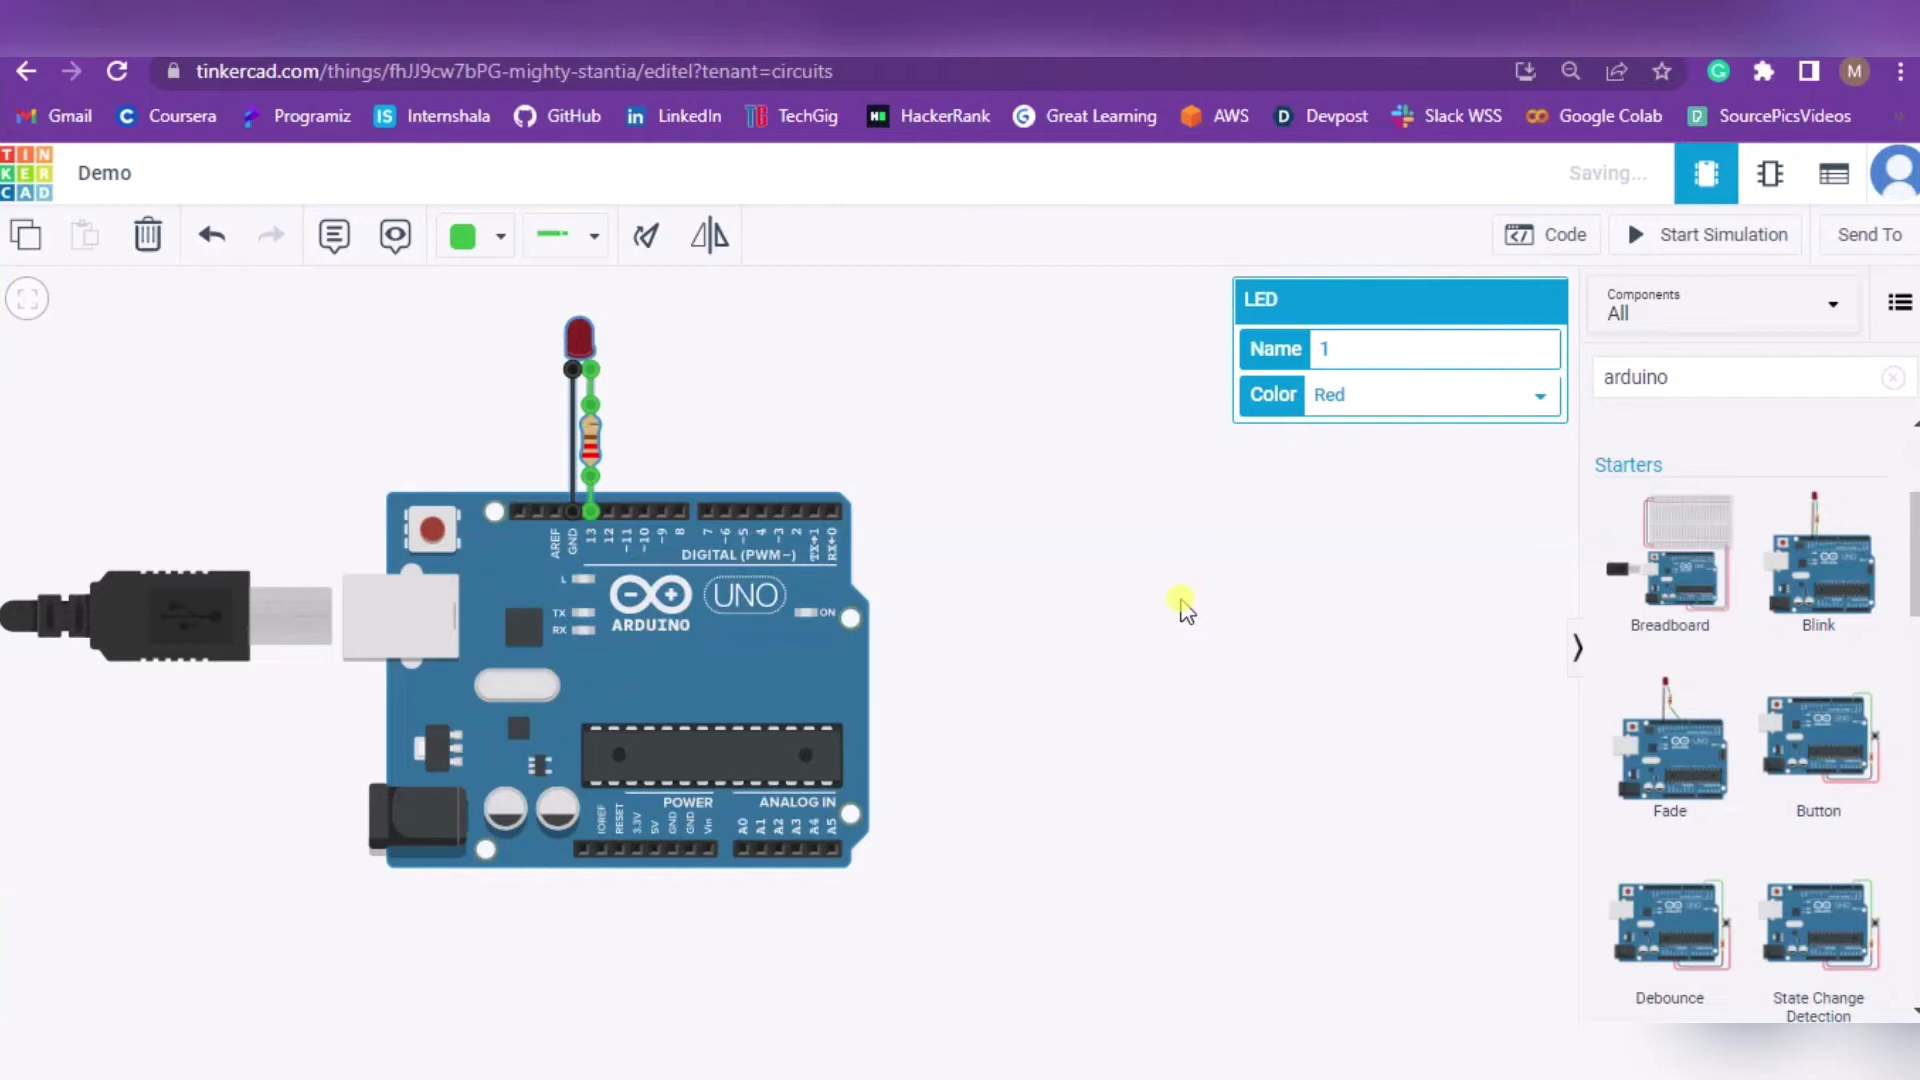 tinkercad.com/things/fhJJ9cw7bPG-mighty-stantia/editel?tenant=circuits
M
Gmail
Coursera
Programiz
IS Internshala
GitHub
in LinkedIn
TechGig
HackerRank
Great Learning
AWS
D Devpost
Slack WSS
Google Colab
SourcePicsVideos
TIN
KER
CAD
Demo
Saving...
Code
Start Simulation
Send To
LED
Name 1
Color Red
Components
All
arduino
Starters
Breadboard
Blink
Fade
Button
Debounce
State Change
Detection
AREF
GND
13
12
~11
~10
~9
8
7
~6
~5
4
~3
2
TX→1
RX←0
DIGITAL (PWM~)
L
TX
RX
ARDUINO
UNO
ON
POWER
ANALOG IN
IOREF
RESET
3.3V
5V
GND
GND
Vin
A0
A1
A2
A3
A4
A5